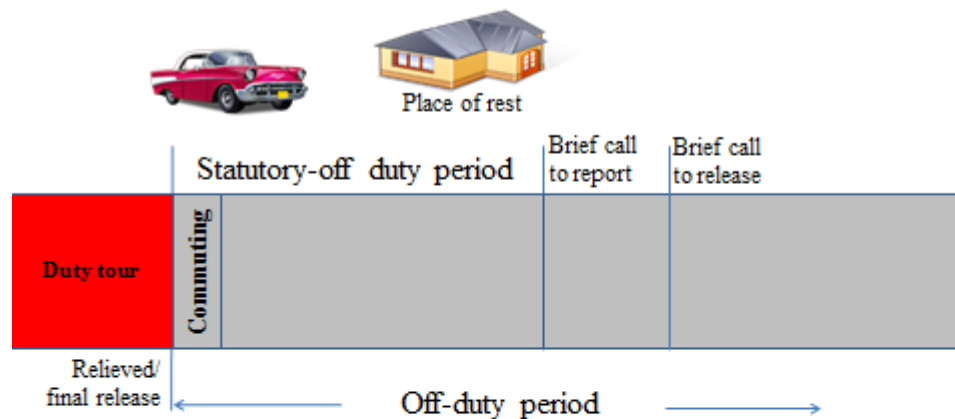 Place of rest
Statutory-off duty period
Brief call
to report
Brief call
to release
Duty tour
Commuting
Relieved/
final release
Off-duty period